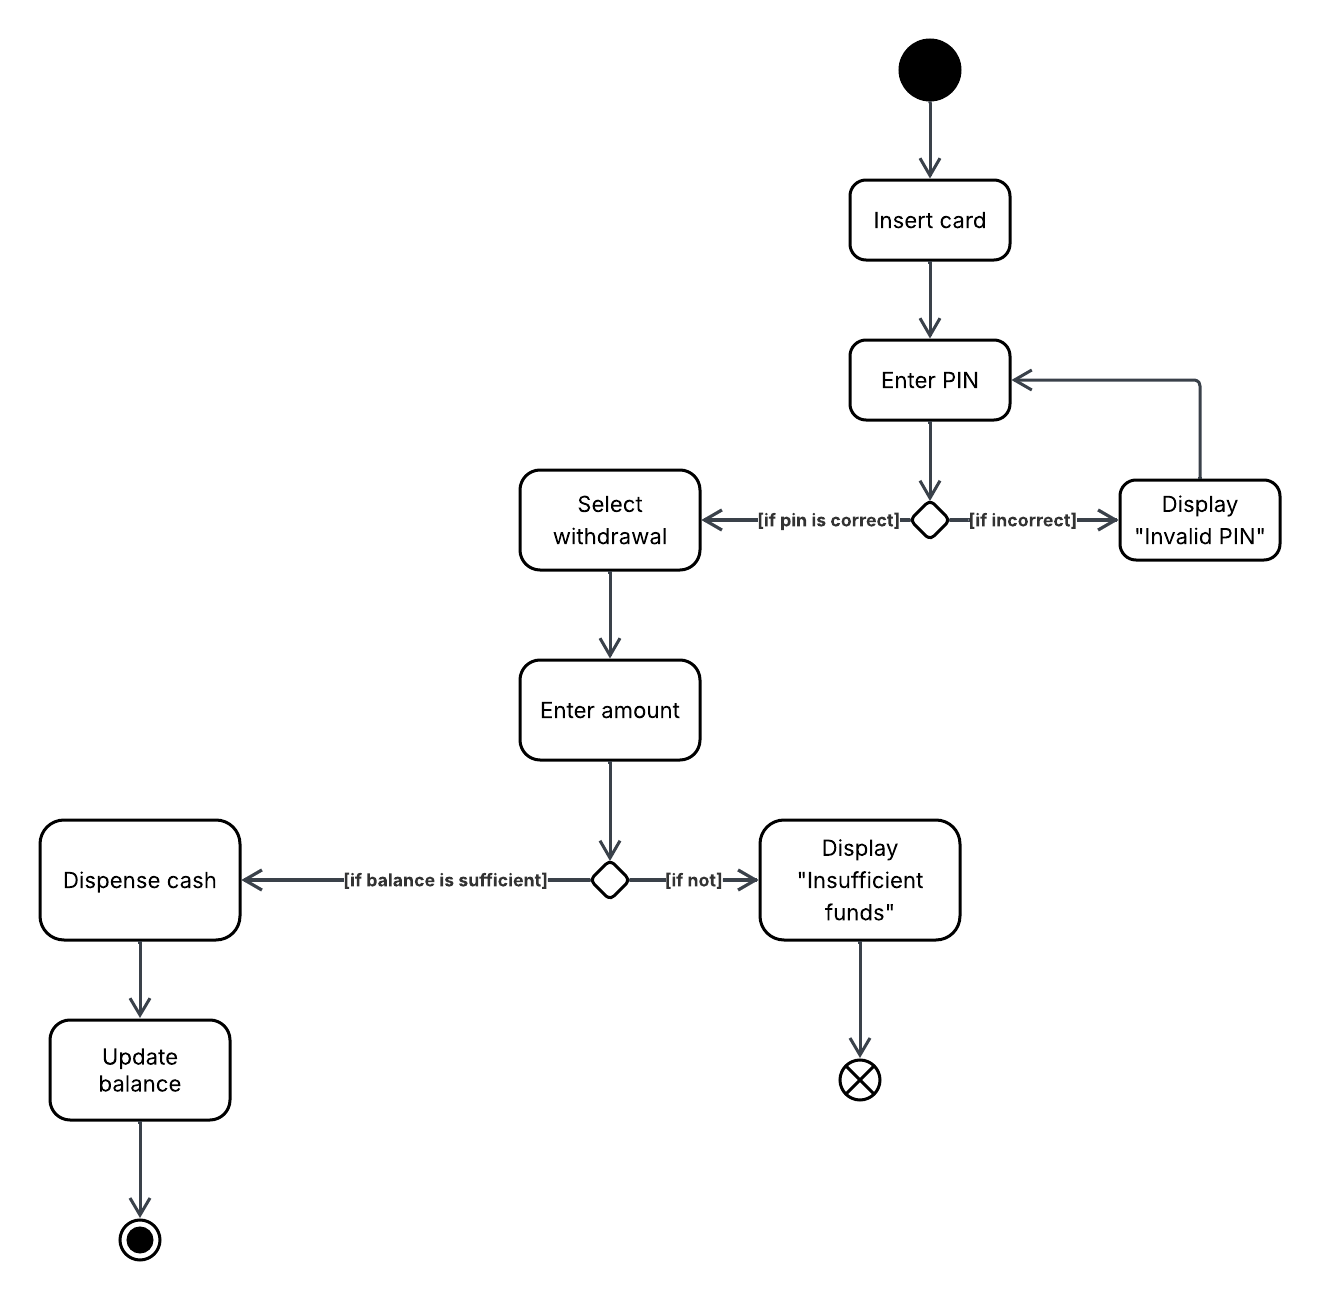 Insert card
Enter PIN
Select
withdrawal
[if pin is correct]
[if incorrect]
Display
"Invalid PIN"
Enter amount
Dispense cash
[if balance is sufficient]
[if not]
Display
"Insufficient
funds"
Update
balance